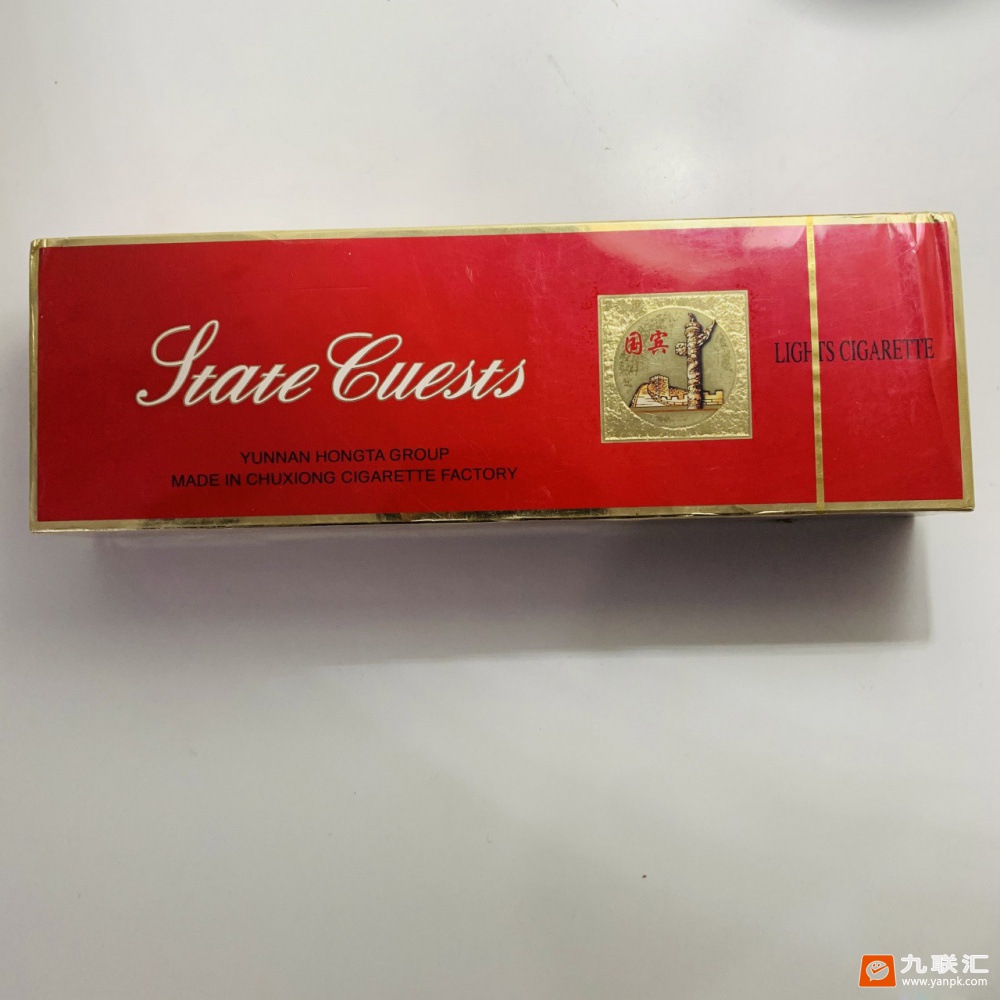 State Guests
国宾
LIGHTS CIGARETTE
YUNNAN HONGTA GROUP
MADE IN CHUXIONG CIGARETTE FACTORY
九联汇
www.yanpk.com